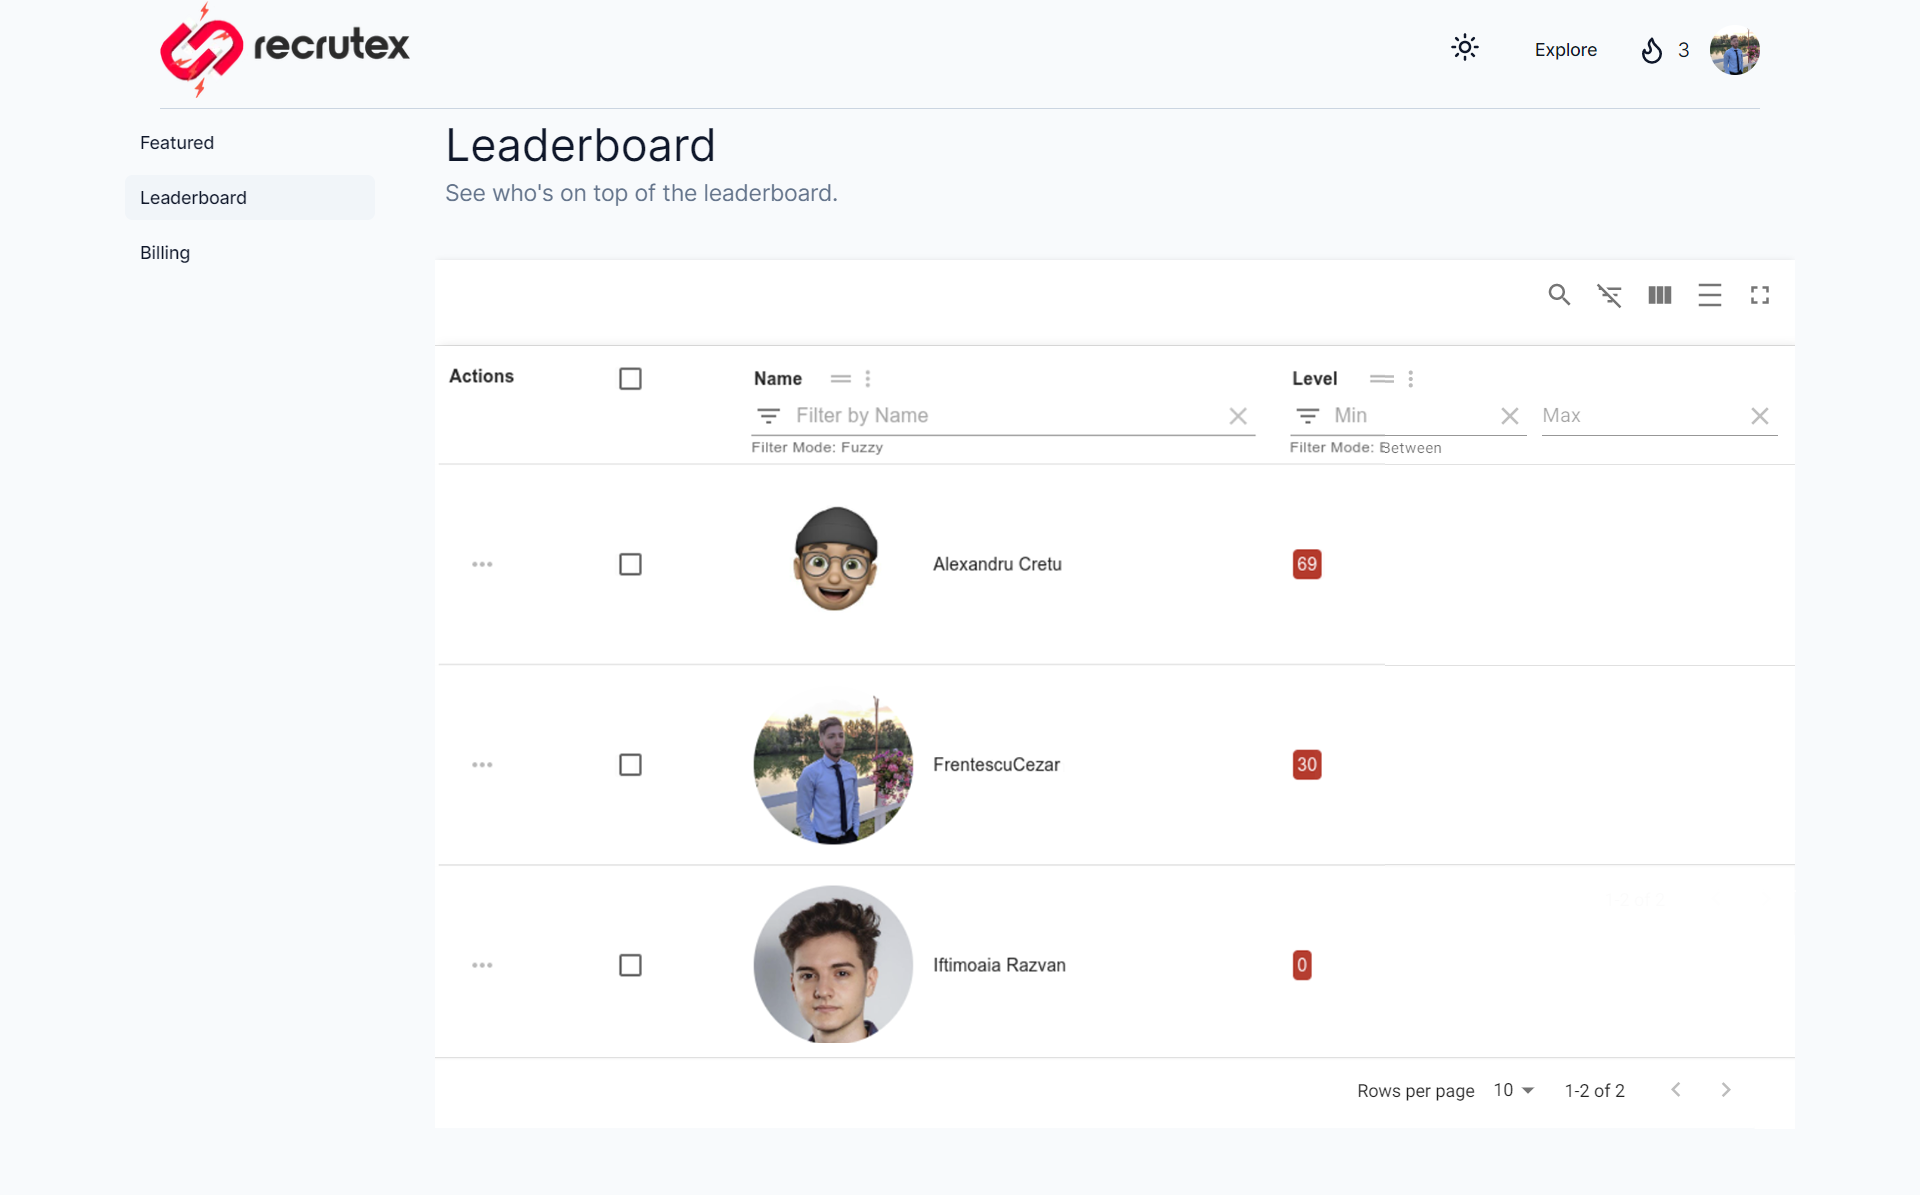 recrutex
Explore 3
Featured
Leaderboard
Billing
Leaderboard
See who's on top of the leaderboard.
Actions Name Level
Filter by Name Min Max
Filter Mode: Fuzzy Filter Mode: Between
Alexandru Cretu 69
FrentescuCezar 30
Iftimoaia Razvan 0
Rows per page 10 1-2 of 2